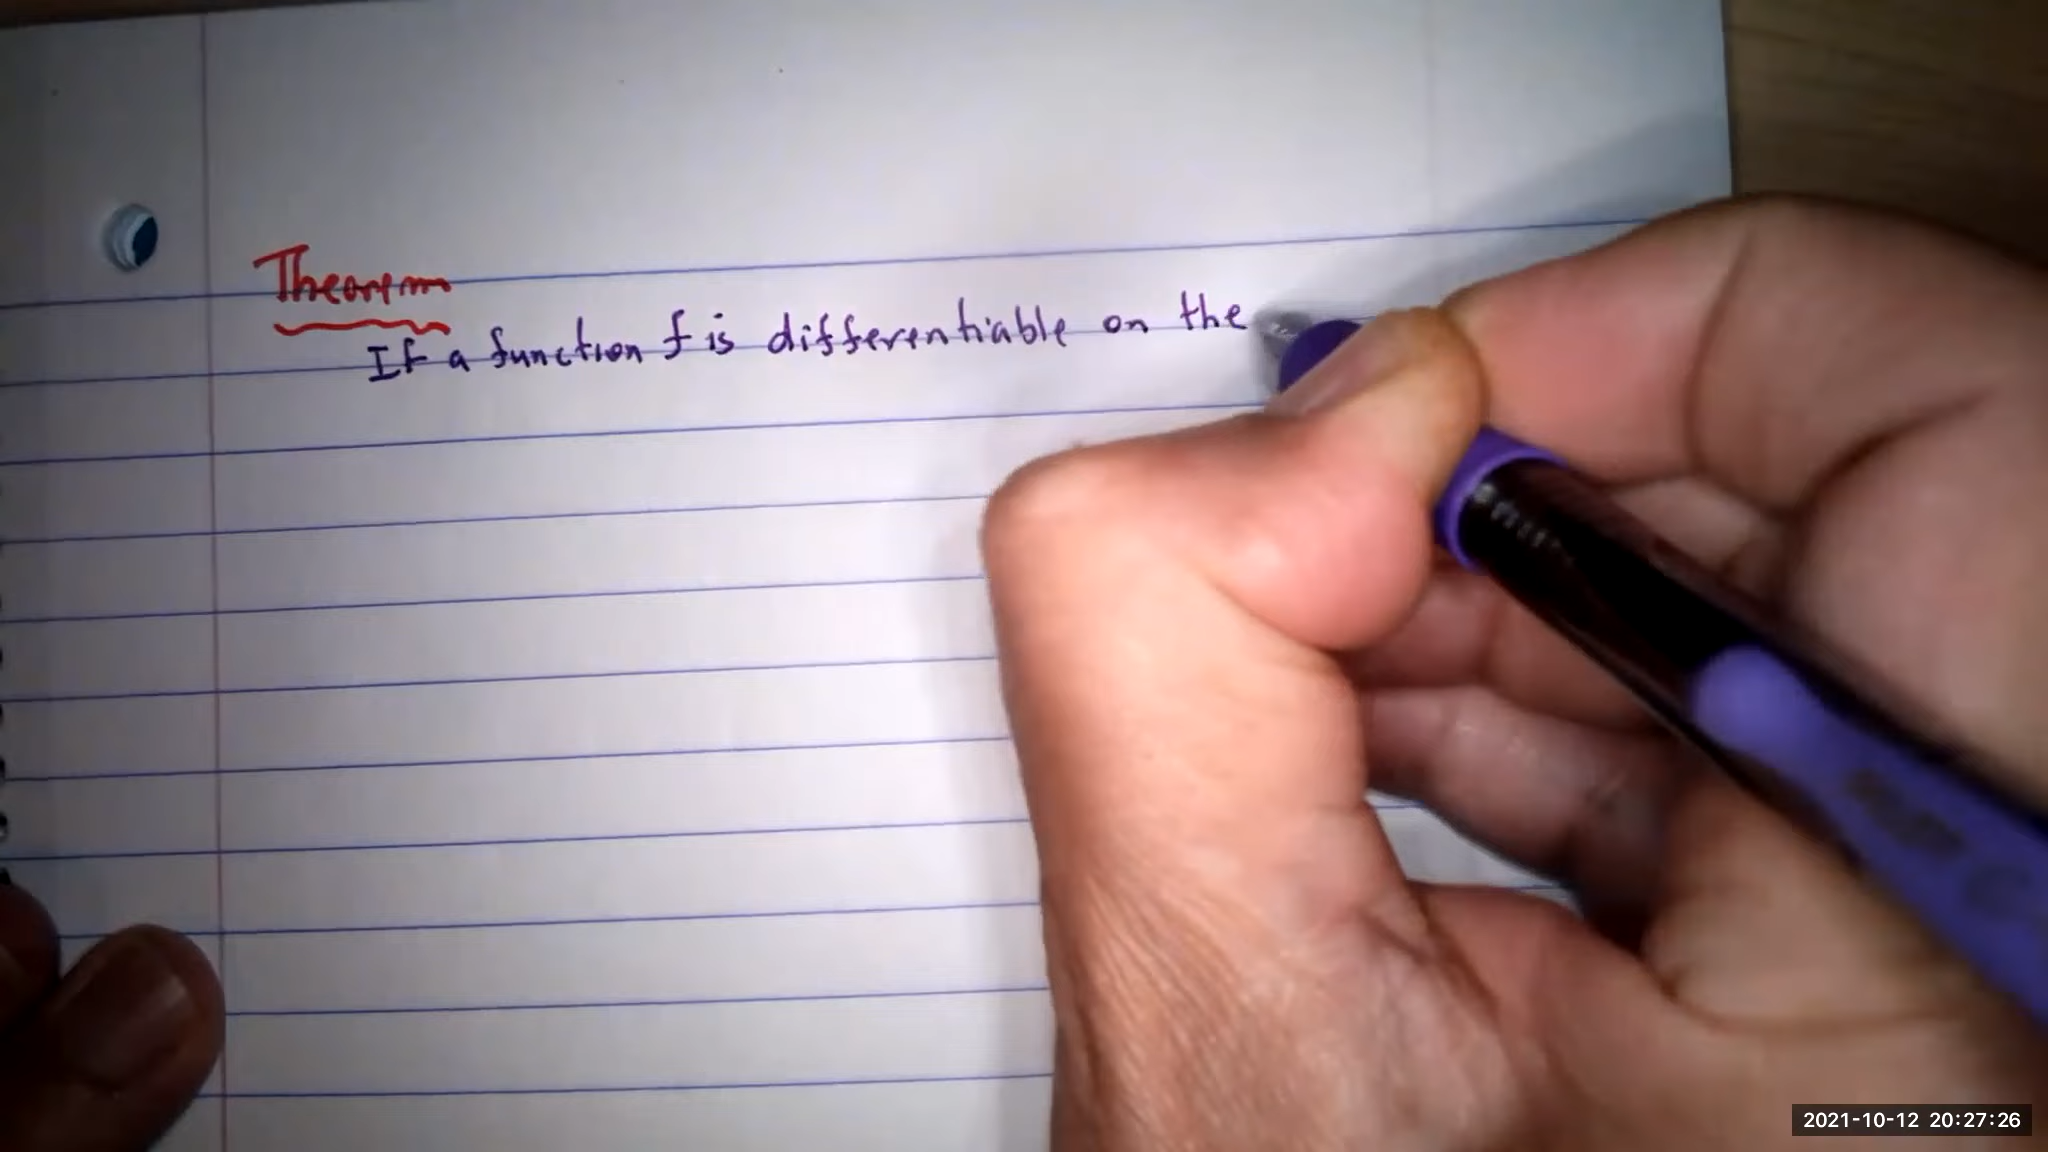 Theorem
If a function f is differentiable on the
2021-10-12 20:27:26